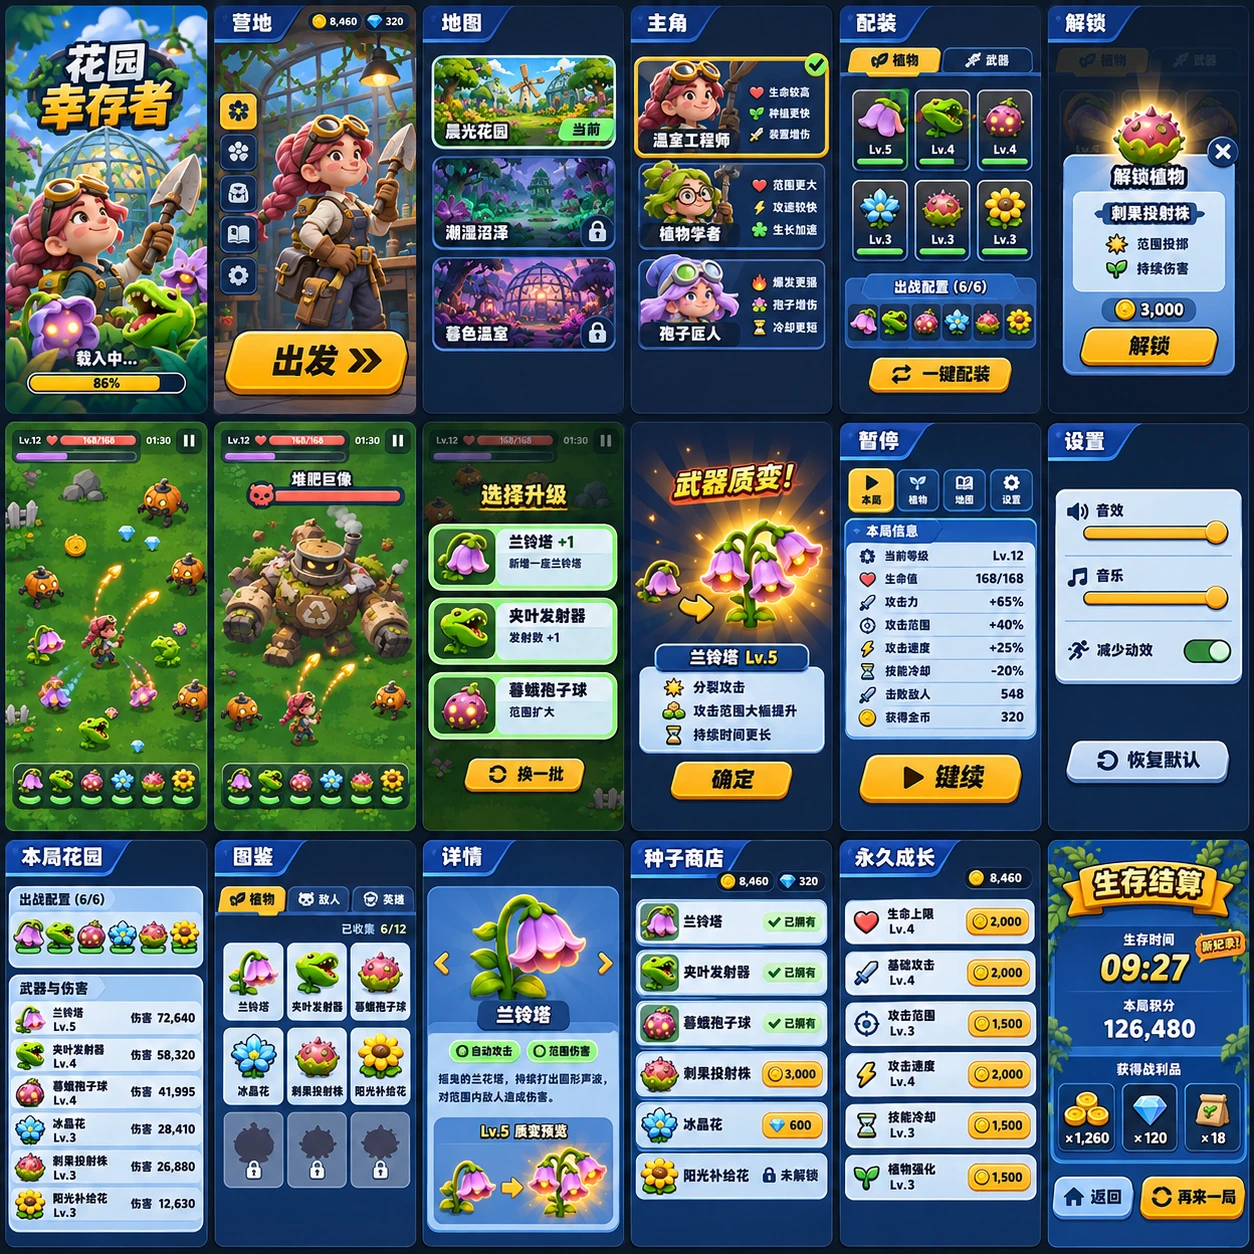 花园
幸存者
载入中...
86%
营地
8,460
320
出发
地图
晨光花园
当前
潮湿沼泽
暮色温室
主角
温室工程师
生命较高
种植更快
装置增伤
植物学者
范围更大
攻速较快
生长加速
孢子匠人
爆发更强
孢子增伤
冷却更短
配装
植物
武器
Lv.5
Lv.4
Lv.4
Lv.3
Lv.3
Lv.3
出战配置 (6/6)
一键配装
解锁
植物
武器
解锁植物
刺果投射株
范围投掷
持续伤害
3,000
解锁
Lv.12
168/168
01:30
Lv.12
168/168
01:30
堆肥巨像
Lv.12
168/168
01:30
选择升级
兰铃塔 +1
新增一座兰铃塔
夹叶发射器
发射数 +1
暮蛾孢子球
范围扩大
换一批
武器质变!
兰铃塔 Lv.5
分裂攻击
攻击范围大幅提升
持续时间更长
确定
暂停
本局
植物
地图
设置
本局信息
当前等级 Lv.12
生命值 168/168
攻击力 +65%
攻击范围 +40%
攻击速度 +25%
技能冷却 -20%
击败敌人 548
获得金币 320
键续
设置
音效
音乐
减少动效
恢复默认
本局花园
出战配置 (6/6)
武器与伤害
兰铃塔
Lv.5
伤害 72,640
夹叶发射器
Lv.4
伤害 58,320
暮蛾孢子球
Lv.4
伤害 41,995
冰晶花
Lv.3
伤害 28,410
刺果投射株
Lv.3
伤害 26,880
阳光补给花
Lv.3
伤害 12,630
图鉴
植物
敌人
英雄
已收集 6/12
兰铃塔
夹叶发射器
暮蛾孢子球
冰晶花
刺果投射株
阳光补给花
详情
兰铃塔
自动攻击
范围伤害
摇曳的兰花塔，持续打出圆形声波，
对范围内敌人造成伤害。
Lv.5 质变预览
种子商店
8,460
320
兰铃塔
已拥有
夹叶发射器
已拥有
暮蛾孢子球
已拥有
刺果投射株
3,000
冰晶花
600
阳光补给花
未解锁
永久成长
8,460
生命上限
Lv.4
2,000
基础攻击
Lv.4
2,000
攻击范围
Lv.3
1,500
攻击速度
Lv.4
2,000
技能冷却
Lv.3
1,500
植物强化
Lv.3
1,500
生存结算
生存时间
新纪录!
09:27
本局积分
126,480
获得战利品
×1,260
×120
×18
返回
再来一局